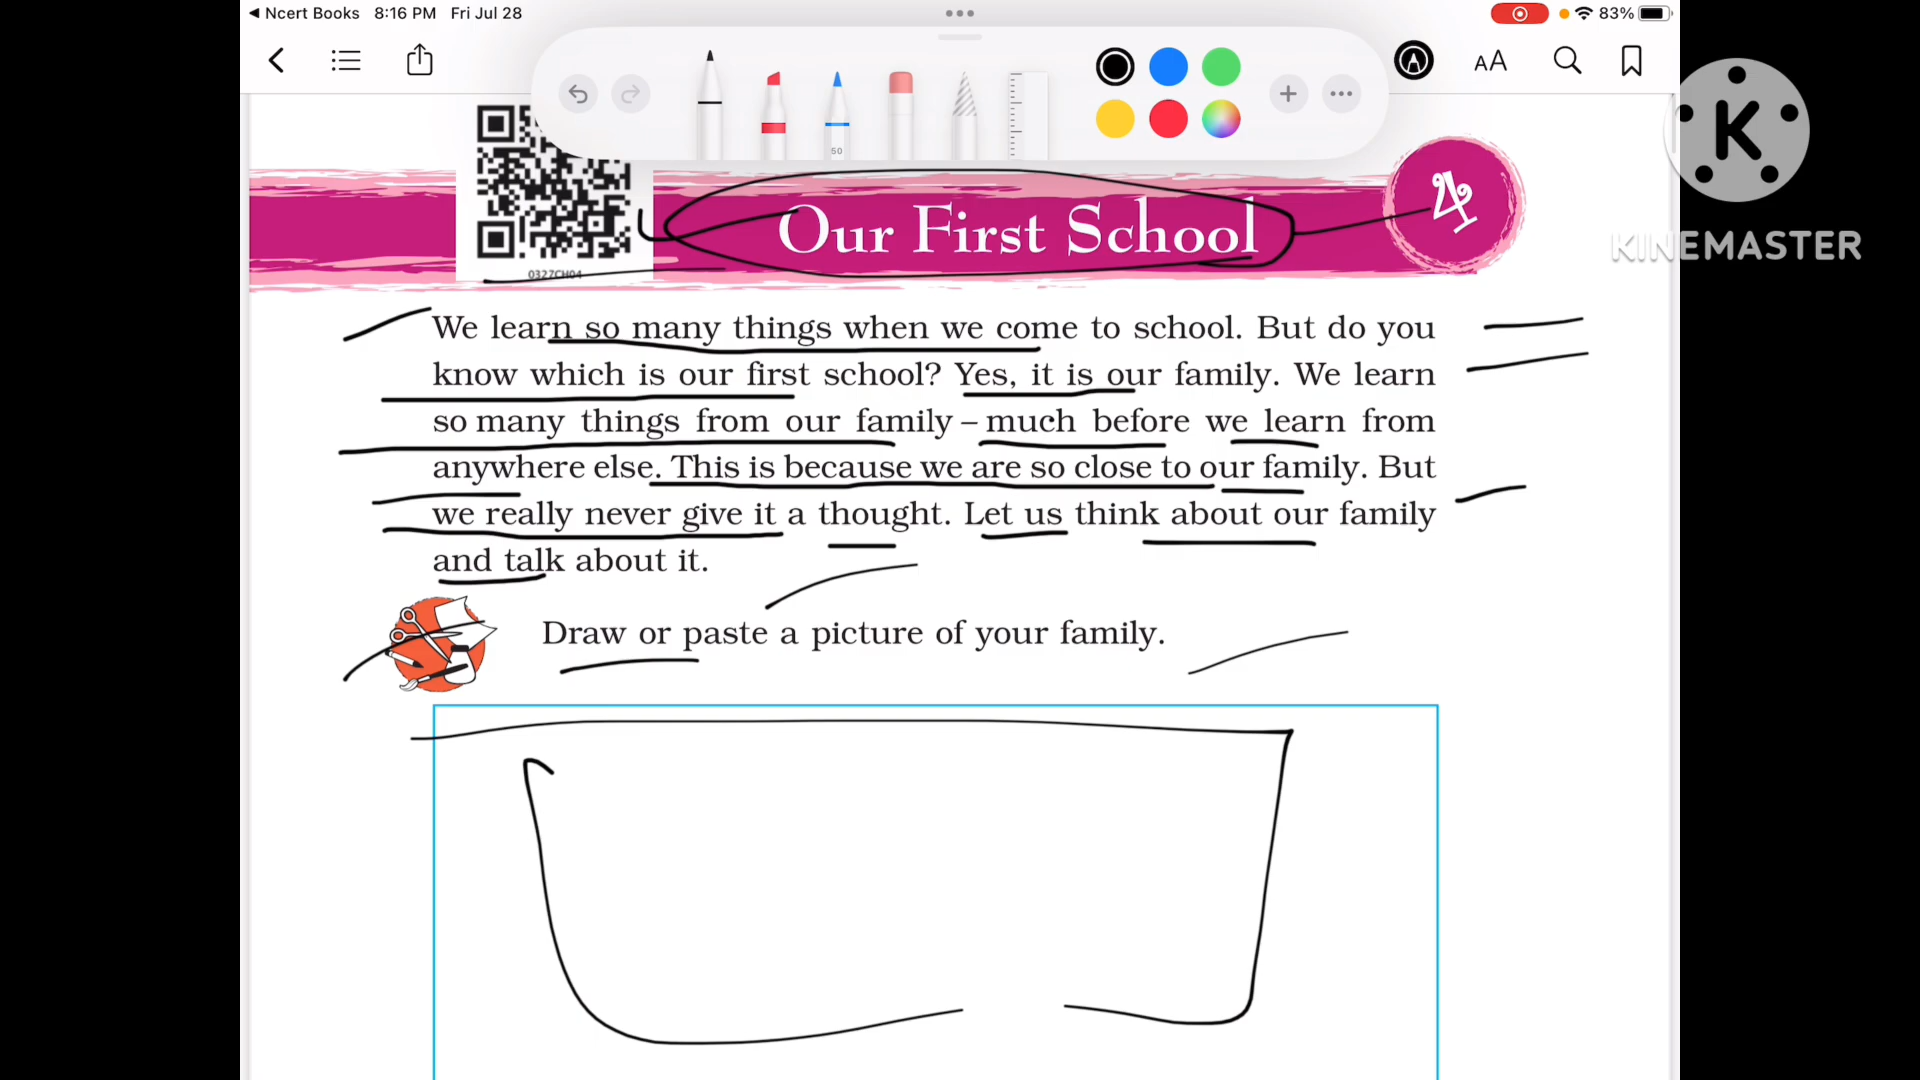 Ncert Books 8:16 PM Fri Jul 28
83%
AA
50
K
KINEMASTER
Our First School
4
0327CH04
We learn so many things when we come to school. But do you
know which is our first school? Yes, it is our family. We learn
so many things from our family – much before we learn from
anywhere else. This is because we are so close to our family. But
we really never give it a thought. Let us think about our family
and talk about it.
Draw or paste a picture of your family.